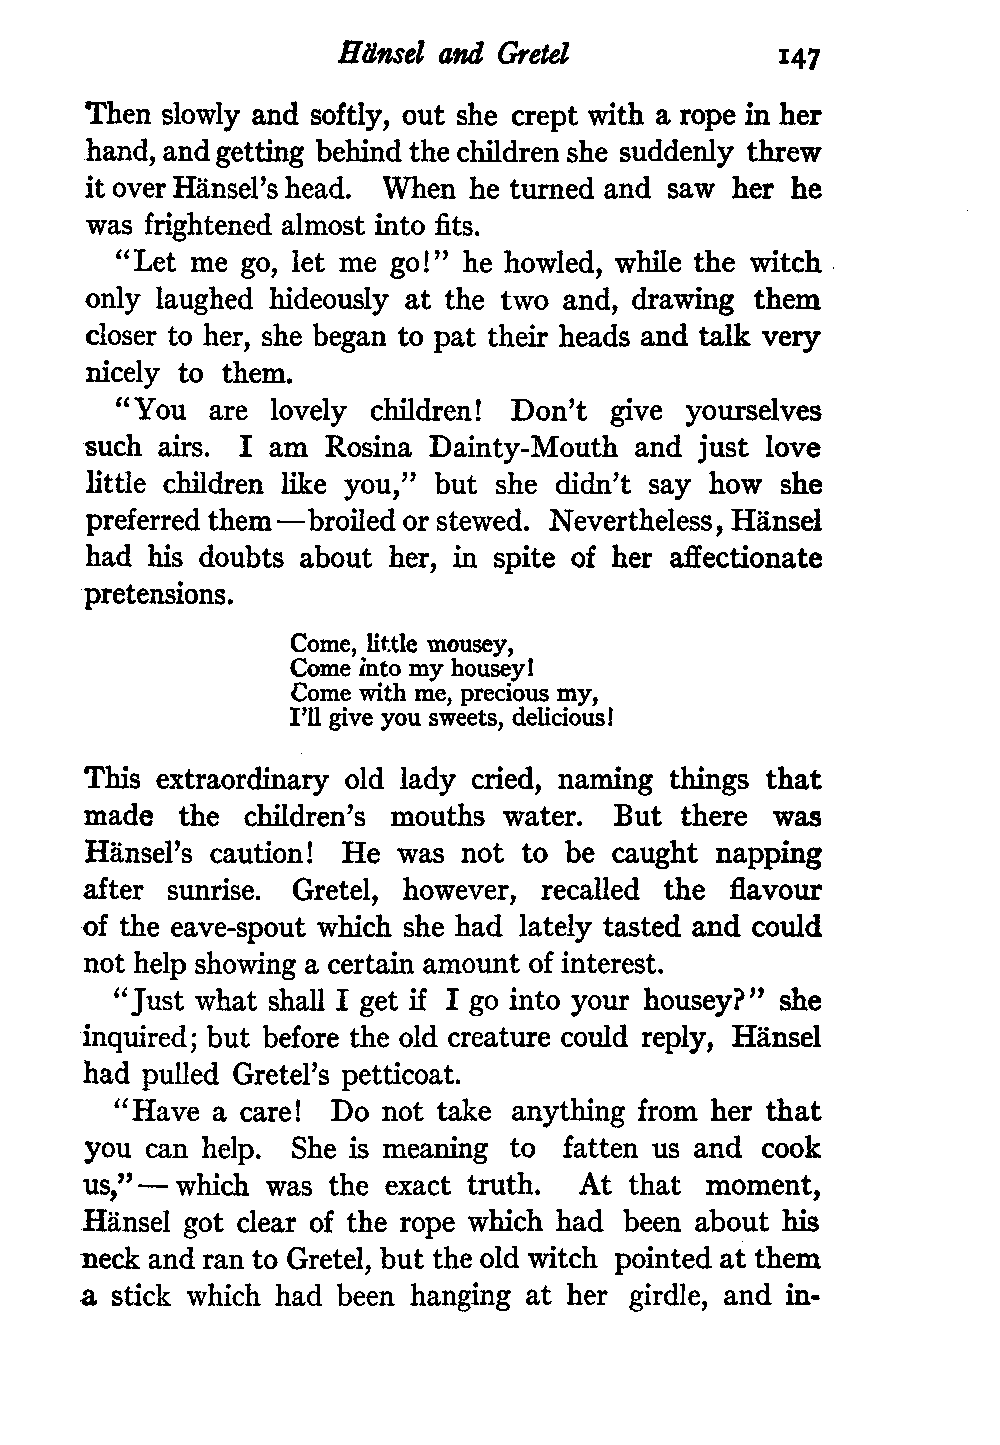 Hänsel and Gretel 147
Then slowly and softly, out she crept with a rope in her
hand, and getting behind the children she suddenly threw
it over Hänsel's head. When he turned and saw her he
was frightened almost into fits.
"Let me go, let me go!" he howled, while the witch
only laughed hideously at the two and, drawing them
closer to her, she began to pat their heads and talk very
nicely to them.
"You are lovely children! Don't give yourselves
such airs. I am Rosina Dainty-Mouth and just love
little children like you," but she didn't say how she
preferred them—broiled or stewed. Nevertheless, Hänsel
had his doubts about her, in spite of her affectionate
pretensions.
Come, little mousey,
Come into my housey!
Come with me, precious my,
I'll give you sweets, delicious!
This extraordinary old lady cried, naming things that
made the children's mouths water. But there was
Hänsel's caution! He was not to be caught napping
after sunrise. Gretel, however, recalled the flavour
of the eave-spout which she had lately tasted and could
not help showing a certain amount of interest.
"Just what shall I get if I go into your housey?" she
inquired; but before the old creature could reply, Hänsel
had pulled Gretel's petticoat.
"Have a care! Do not take anything from her that
you can help. She is meaning to fatten us and cook
us,"—which was the exact truth. At that moment,
Hänsel got clear of the rope which had been about his
neck and ran to Gretel, but the old witch pointed at them
a stick which had been hanging at her girdle, and in-